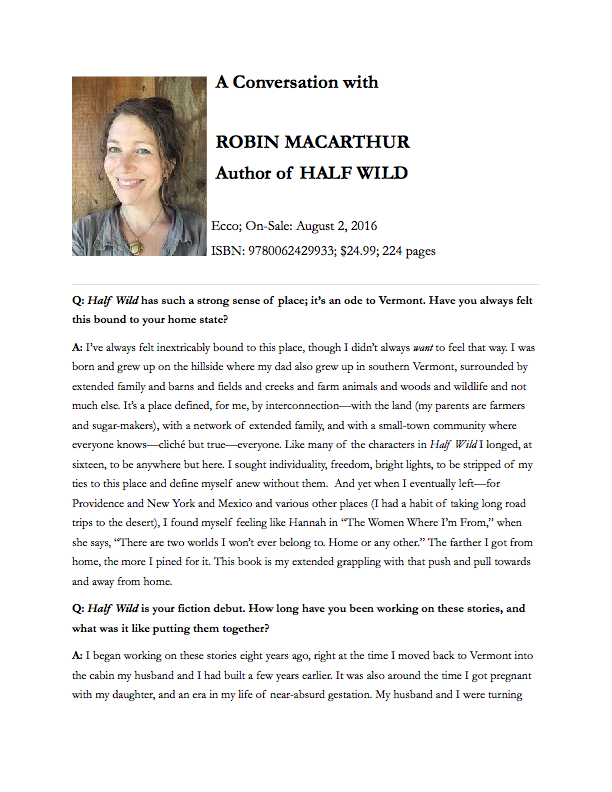 A Conversation with
ROBIN MACARTHUR
Author of HALF WILD
Ecco; On-Sale: August 2, 2016
ISBN: 9780062429933; $24.99; 224 pages
Q: Half Wild has such a strong sense of place; it’s an ode to Vermont. Have you always felt
this bound to your home state?
A: I’ve always felt inextricably bound to this place, though I didn’t always want to feel that way. I was
born and grew up on the hillside where my dad also grew up in southern Vermont, surrounded by
extended family and barns and fields and creeks and farm animals and woods and wildlife and not
much else. It’s a place defined, for me, by interconnection—with the land (my parents are farmers
and sugar-makers), with a network of extended family, and with a small-town community where
everyone knows—cliché but true—everyone. Like many of the characters in Half Wild I longed, at
sixteen, to be anywhere but here. I sought individuality, freedom, bright lights, to be stripped of my
ties to this place and define myself anew without them.  And yet when I eventually left—for
Providence and New York and Mexico and various other places (I had a habit of taking long road
trips to the desert), I found myself feeling like Hannah in “The Women Where I’m From,” when
she says, “There are two worlds I won’t ever belong to. Home or any other.” The farther I got from
home, the more I pined for it. This book is my extended grappling with that push and pull towards
and away from home.
Q: Half Wild is your fiction debut. How long have you been working on these stories, and
what was it like putting them together?
A: I began working on these stories eight years ago, right at the time I moved back to Vermont into
the cabin my husband and I had built a few years earlier. It was also around the time I got pregnant
with my daughter, and an era in my life of near-absurd gestation. My husband and I were turning